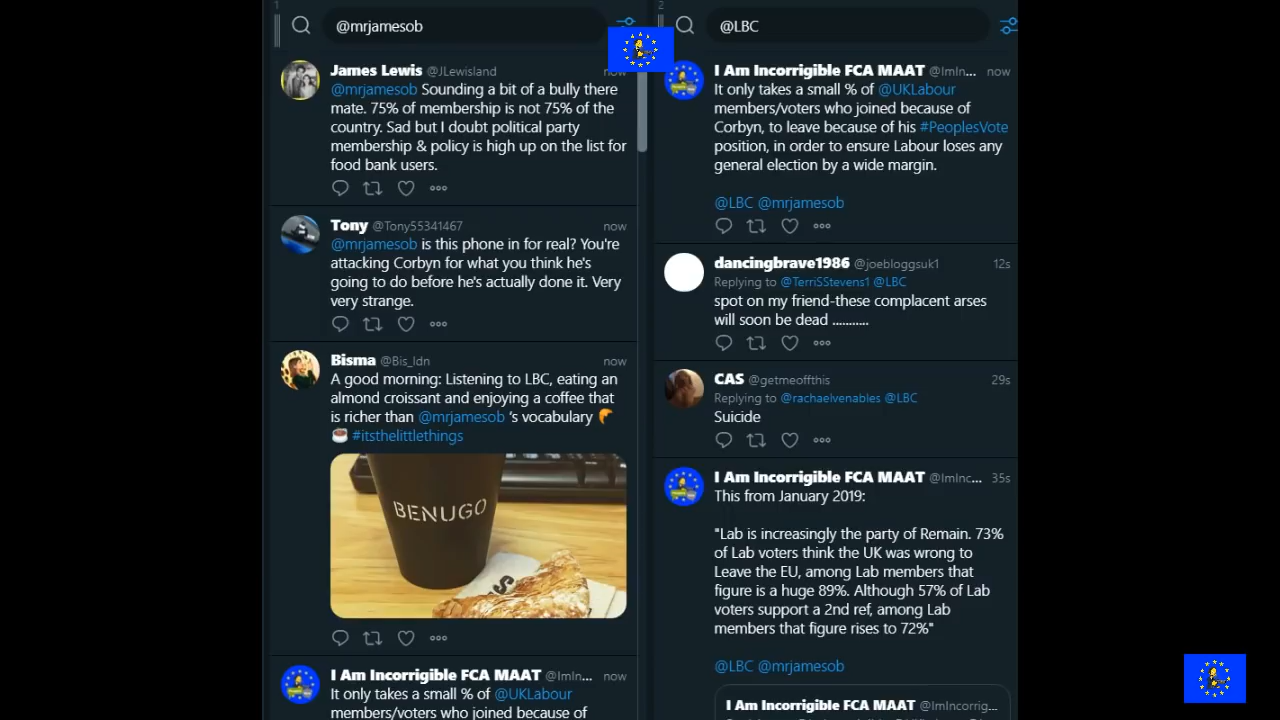 1
@mrjamesob
James Lewis @JLewisland now
@mrjamesob Sounding a bit of a bully there
mate. 75% of membership is not 75% of the
country. Sad but I doubt political party
membership & policy is high up on the list for
food bank users.
Tony @Tony55341467 now
@mrjamesob is this phone in for real? You're
attacking Corbyn for what you think he's
going to do before he's actually done it. Very
very strange.
Bisma @Bis_ldn now
A good morning: Listening to LBC, eating an
almond croissant and enjoying a coffee that
is richer than @mrjamesob 's vocabulary 🥐
☕ #itsthelittlethings
BENUGO
I Am Incorrigible FCA MAAT @ImIn... now
It only takes a small % of @UKLabour
members/voters who joined because of
2
@LBC
I Am Incorrigible FCA MAAT @ImIn... now
It only takes a small % of @UKLabour
members/voters who joined because of
Corbyn, to leave because of his #PeoplesVote
position, in order to ensure Labour loses any
general election by a wide margin.
@LBC @mrjamesob
dancingbrave1986 @joebloggsuk1 12s
Replying to @TerriSStevens1 @LBC
spot on my friend-these complacent arses
will soon be dead ...........
CAS @getmeoffthis 29s
Replying to @rachaelvenables @LBC
Suicide
I Am Incorrigible FCA MAAT @ImInc... 35s
This from January 2019:
"Lab is increasingly the party of Remain. 73%
of Lab voters think the UK was wrong to
Leave the EU, among Lab members that
figure is a huge 89%. Although 57% of Lab
voters support a 2nd ref, among Lab
members that figure rises to 72%"
@LBC @mrjamesob
I Am Incorrigible FCA MAAT @ImIncorrig...